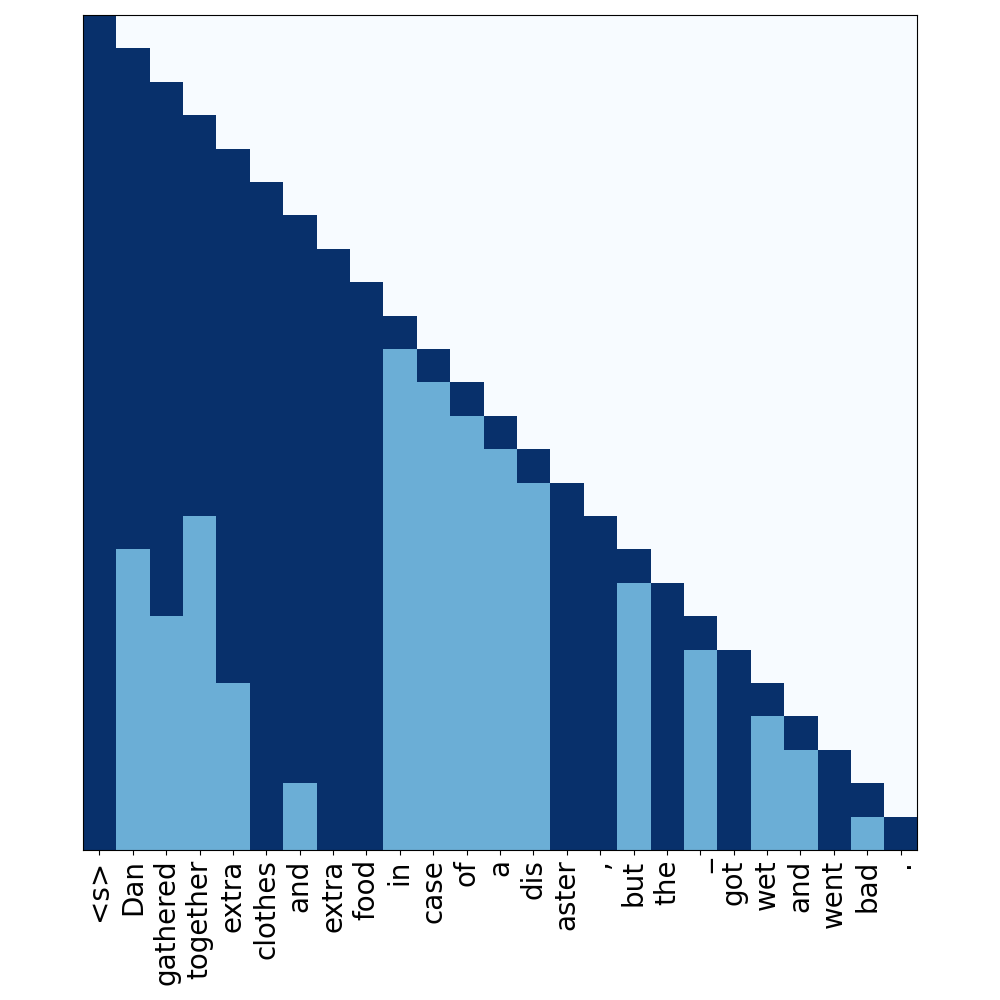 <s>
Dan
gathered
together
extra
clothes
and
extra
food
in
case
of
a
dis
aster
,
but
the
_
got
wet
and
went
bad
.